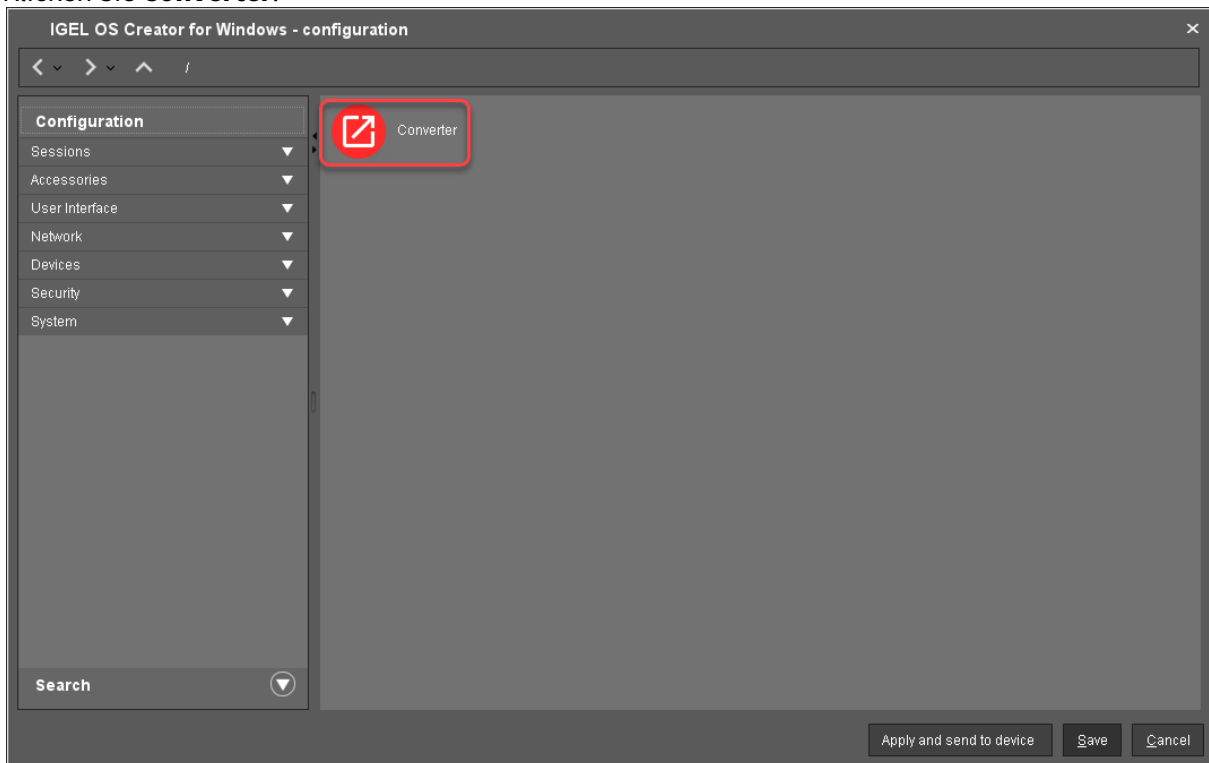 IGEL OS Creator for Windows - configuration
/
Configuration
Converter
Sessions
Accessories
User Interface
Network
Devices
Security
System
Search
Apply and send to device Save Cancel